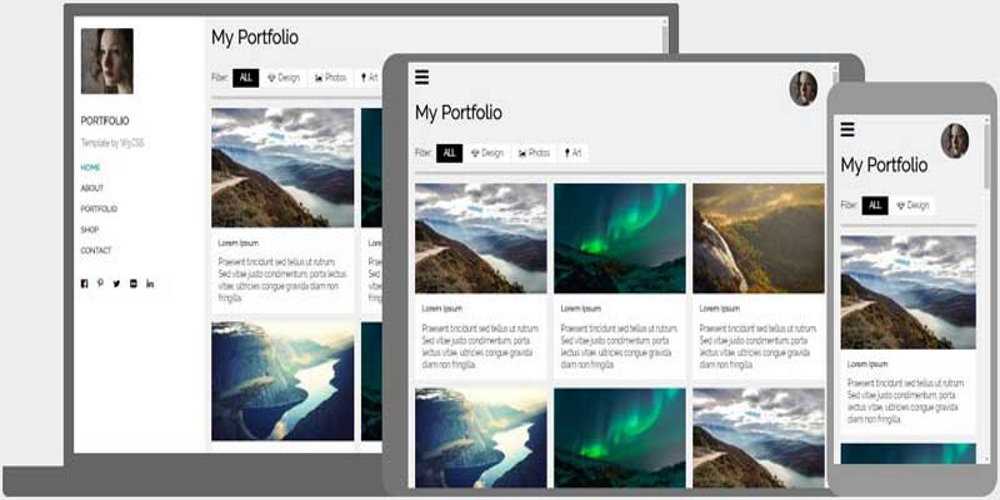 PORTFOLIO
Template by W3.CSS
HOME
ABOUT
PORTFOLIO
SHOP
CONTACT
My Portfolio
Filter: ALL Design Photos Art
Lorem Ipsum
Praesent tincidunt sed tellus ut rutrum.
Sed vitae justo condimentum, porta lectus
vitae, ultricies congue gravida diam non
fringilla.
Lorem
Praesent
Sed vitae
vitae, ultricies
fringilla.
My Portfolio
Filter: ALL Design Photos Art
Lorem Ipsum
Praesent tincidunt sed tellus ut rutrum.
Sed vitae justo condimentum, porta
lectus vitae, ultricies congue gravida
diam non fringilla.
Lorem Ipsum
Praesent tincidunt sed tellus ut rutrum.
Sed vitae justo condimentum, porta
lectus vitae, ultricies congue gravida
diam non fringilla.
Lorem Ipsum
Praesent tincidunt sed tellus ut rutrum.
Sed vitae justo condimentum, porta
lectus vitae, ultricies congue gravida
diam non fringilla.
My Portfolio
Filter: ALL Design
Lorem Ipsum
Praesent tincidunt sed tellus ut rutrum.
Sed vitae justo condimentum, porta
lectus vitae, ultricies congue gravida
diam non fringilla.